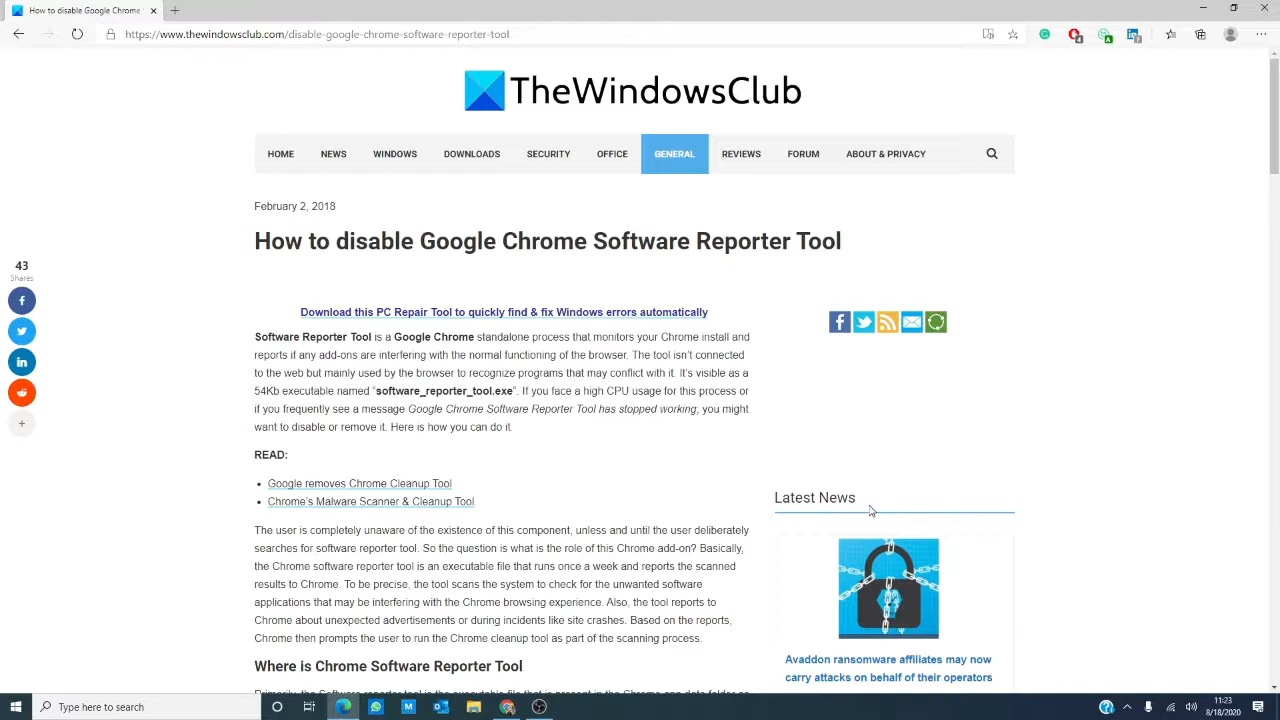 How to disable Google Chrome
https://www.thewindowsclub.com/disable-google-chrome-software-reporter-tool
TheWindowsClub
HOME NEWS WINDOWS DOWNLOADS SECURITY OFFICE GENERAL REVIEWS FORUM ABOUT & PRIVACY
February 2, 2018
How to disable Google Chrome Software Reporter Tool
43
Shares
Download this PC Repair Tool to quickly find & fix Windows errors automatically
Software Reporter Tool is a Google Chrome standalone process that monitors your Chrome install and
reports if any add-ons are interfering with the normal functioning of the browser. The tool isn't connected
to the web but mainly used by the browser to recognize programs that may conflict with it. It's visible as a
54Kb executable named "software_reporter_tool.exe". If you face a high CPU usage for this process or
if you frequently see a message Google Chrome Software Reporter Tool has stopped working, you might
want to disable or remove it. Here is how you can do it
READ:
• Google removes Chrome Cleanup Tool
• Chrome's Malware Scanner & Cleanup Tool
The user is completely unaware of the existence of this component, unless and until the user deliberately
searches for software reporter tool. So the question is what is the role of this Chrome add-on? Basically,
the Chrome software reporter tool is an executable file that runs once a week and reports the scanned
results to Chrome. To be precise, the tool scans the system to check for the unwanted software
applications that may be interfering with the Chrome browsing experience. Also, the tool reports to
Chrome about unexpected advertisements or during incidents like site crashes. Based on the reports,
Chrome then prompts the user to run the Chrome cleanup tool as part of the scanning process.
Where is Chrome Software Reporter Tool
Latest News
Avaddon ransomware affiliates may now
carry attacks on behalf of their operators
Type here to search
11:23
8/18/2020